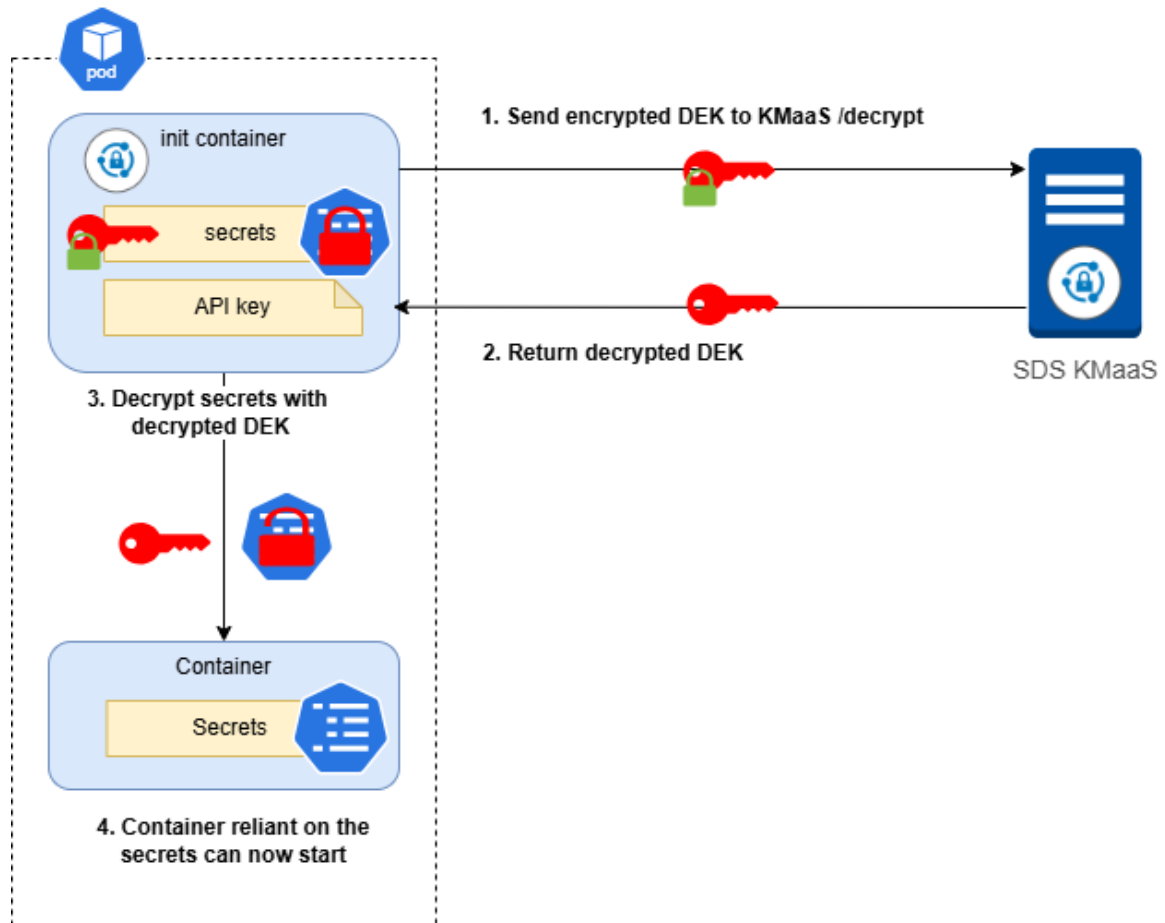 pod
init container
1. Send encrypted DEK to KMaaS /decrypt
secrets
API key
2. Return decrypted DEK
SDS KMaaS
3. Decrypt secrets with
decrypted DEK
Container
Secrets
4. Container reliant on the
secrets can now start